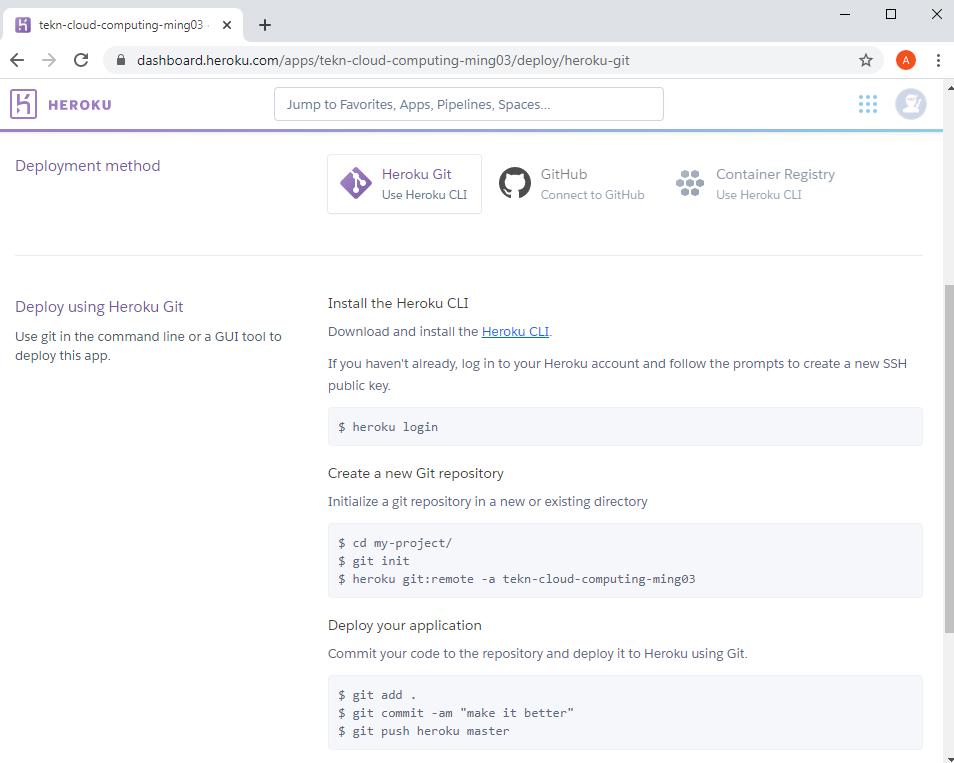 tekn-cloud-computing-ming03
dashboard.heroku.com/apps/tekn-cloud-computing-ming03/deploy/heroku-git
A
HEROKU
Jump to Favorites, Apps, Pipelines, Spaces...
Deployment method
Heroku Git
Use Heroku CLI
GitHub
Connect to GitHub
Container Registry
Use Heroku CLI
Deploy using Heroku Git
Use git in the command line or a GUI tool to
deploy this app.
Install the Heroku CLI
Download and install the Heroku CLI.
If you haven't already, log in to your Heroku account and follow the prompts to create a new SSH
public key.
$ heroku login
Create a new Git repository
Initialize a git repository in a new or existing directory
$ cd my-project/
$ git init
$ heroku git:remote -a tekn-cloud-computing-ming03
Deploy your application
Commit your code to the repository and deploy it to Heroku using Git.
$ git add .
$ git commit -am "make it better"
$ git push heroku master